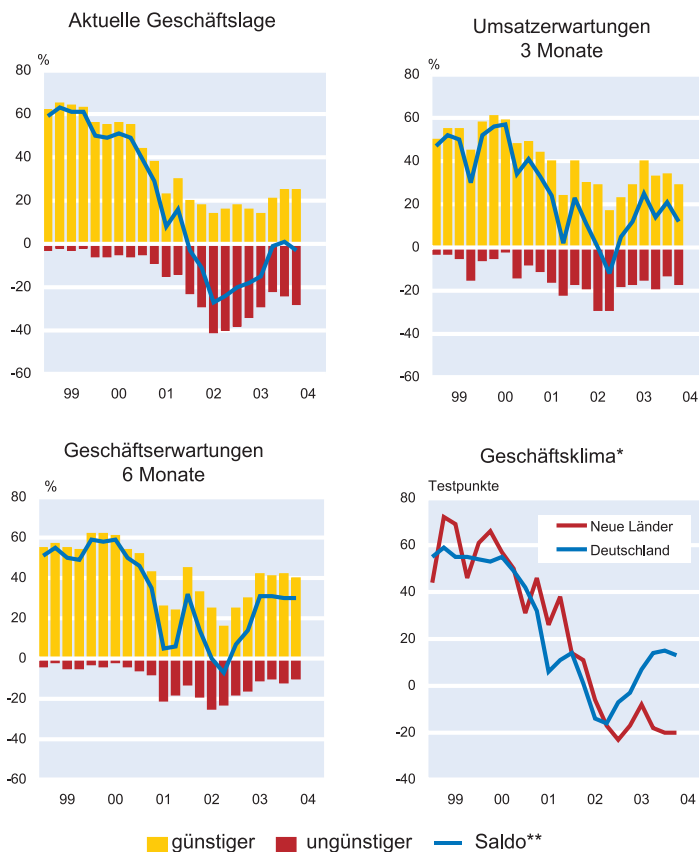 Aktuelle Geschäftslage
%
80
60
40
20
0
-20
-40
-60
99 00 01 02 03 04
Umsatzerwartungen
3 Monate
%
80
60
40
20
0
-20
-40
-60
99 00 01 02 03 04
Geschäftserwartungen
6 Monate
%
80
60
40
20
0
-20
-40
-60
99 00 01 02 03 04
Geschäftsklima*
Testpunkte
80
60
40
20
0
-20
-40
Neue Länder
Deutschland
99 00 01 02 03 04
günstiger ungünstiger Saldo**